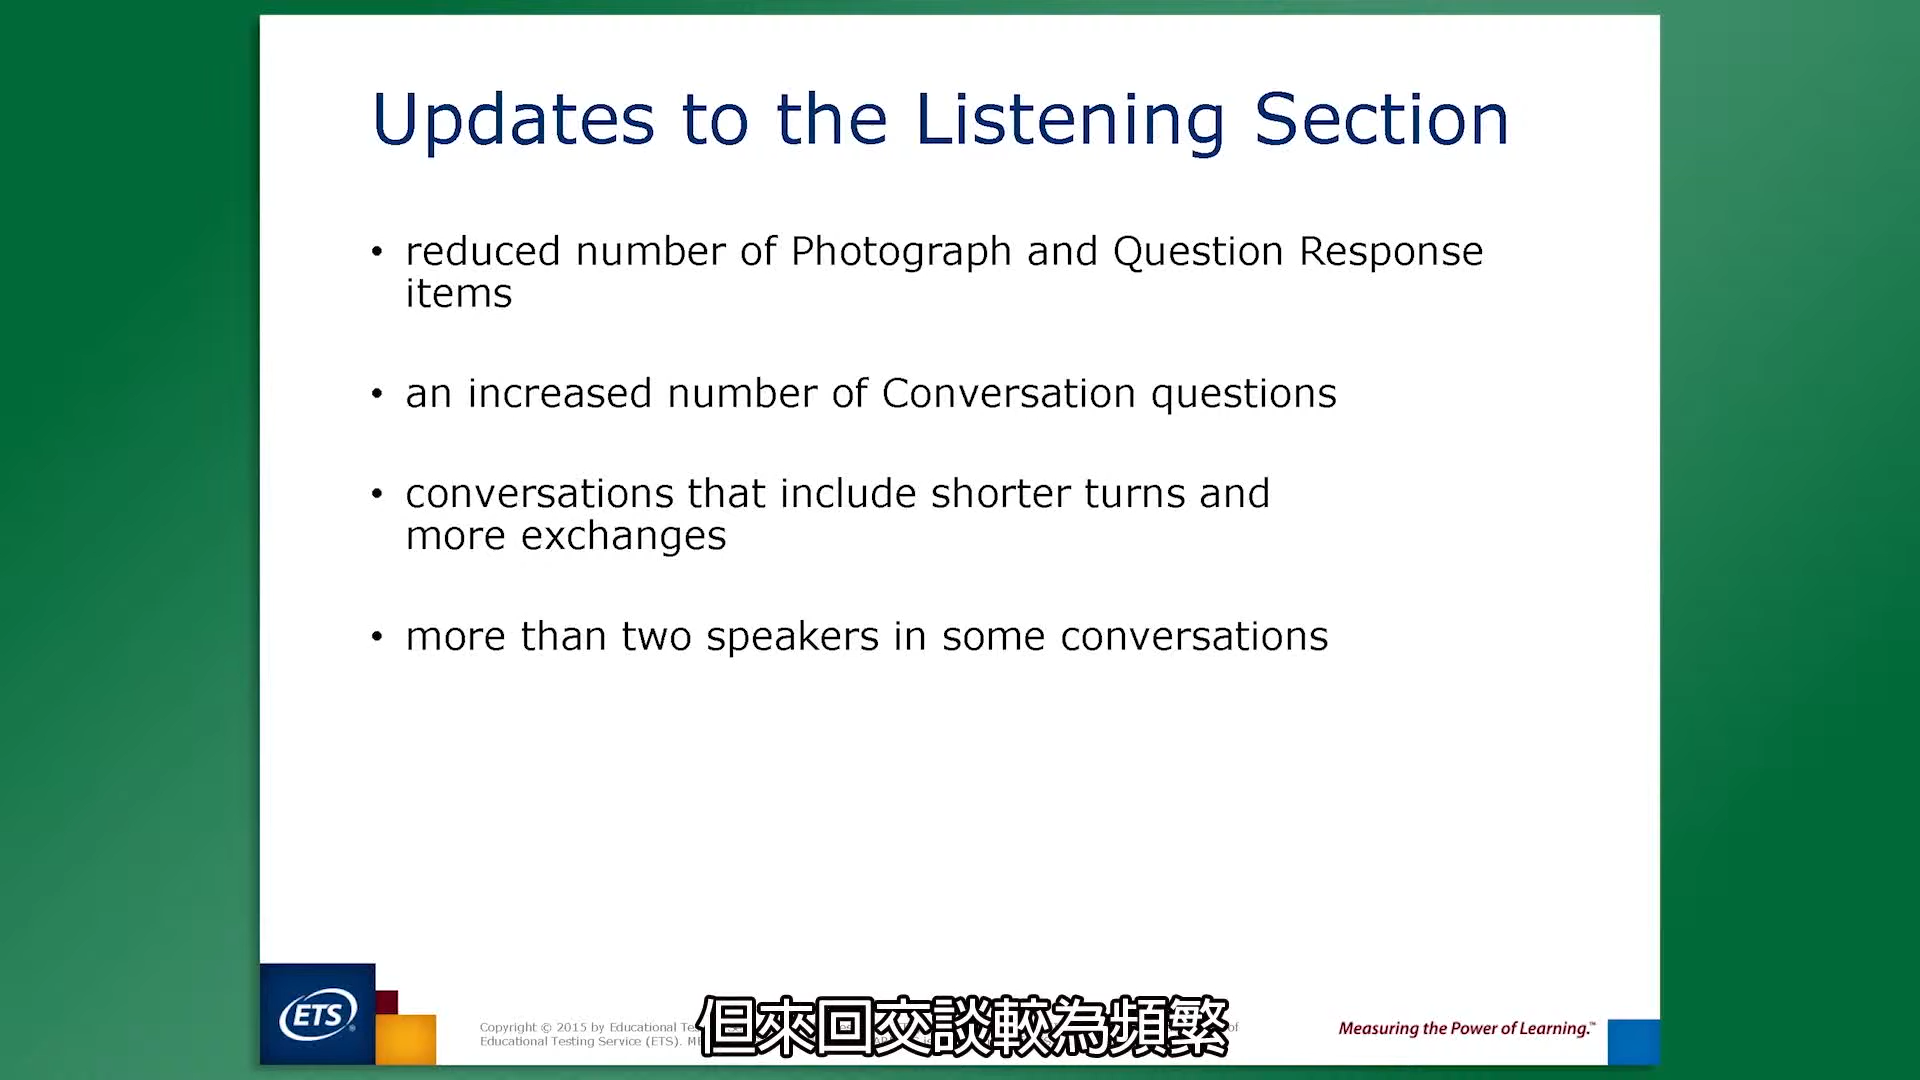 Updates to the Listening Section
• reduced number of Photograph and Question Response
items
• an increased number of Conversation questions
• conversations that include shorter turns and
more exchanges
• more than two speakers in some conversations
ETS
Copyright © 2015 by Educational of
Educational Testing Service (ETS).
但來回交談較為頻繁
Measuring the Power of Learning.™